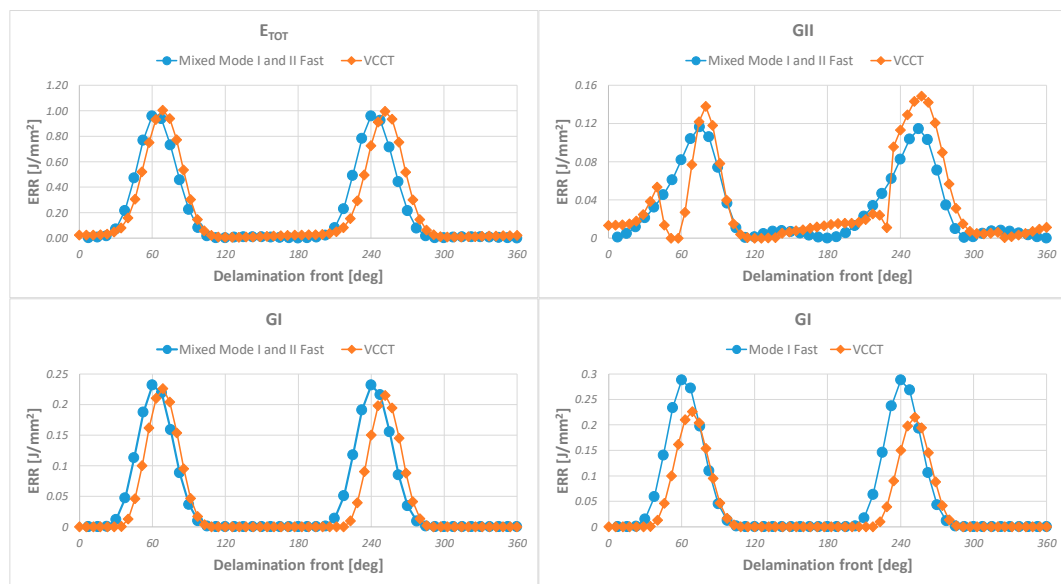 E_TOT
Mixed Mode I and II Fast VCCT
ERR [J/mm²]
1.20
1.00
0.80
0.60
0.40
0.20
0.00
0 60 120 180 240 300 360
Delamination front [deg]
GII
Mixed Mode I and II Fast VCCT
ERR [J/mm²]
0.16
0.12
0.08
0.04
0
0 60 120 180 240 300 360
Delamination front [deg]
GI
Mixed Mode I and II Fast VCCT
ERR [J/mm²]
0.25
0.2
0.15
0.1
0.05
0
0 60 120 180 240 300 360
Delamination front [deg]
GI
Mode I Fast VCCT
ERR [J/mm²]
0.3
0.25
0.2
0.15
0.1
0.05
0
0 60 120 180 240 300 360
Delamination front [deg]